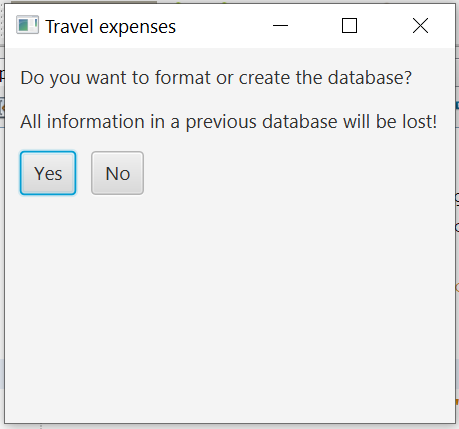 Travel expenses
Do you want to format or create the database?
All information in a previous database will be lost!
Yes No